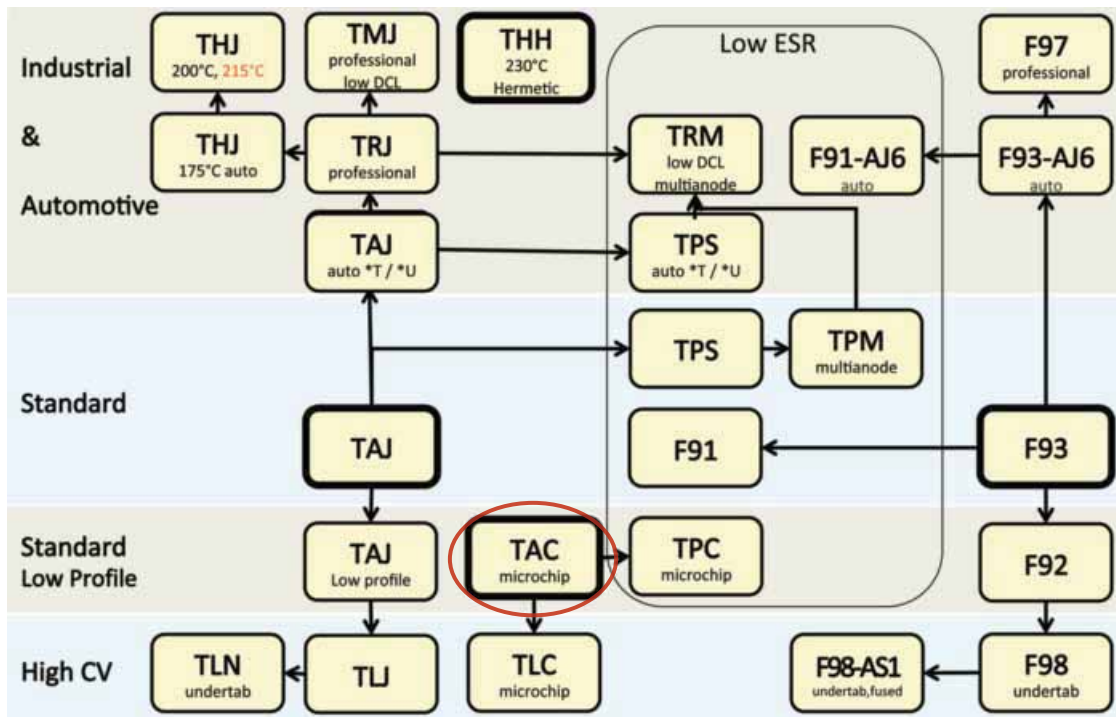 Industrial
&
Automotive
THJ
200°C, 215°C
TMJ
professional
low DCL
THH
230°C
Hermetic
Low ESR
F97
professional
THJ
175°C auto
TRJ
professional
TRM
low DCL
multianode
F91-AJ6
auto
F93-AJ6
auto
TAJ
auto *T / *U
TPS
auto *T / *U
Standard
TPS
TPM
multianode
TAJ
F91
F93
Standard
Low Profile
TAJ
Low profile
TAC
microchip
TPC
microchip
F92
High CV
TLN
undertab
TLJ
TLC
microchip
F98-AS1
undertab,fused
F98
undertab